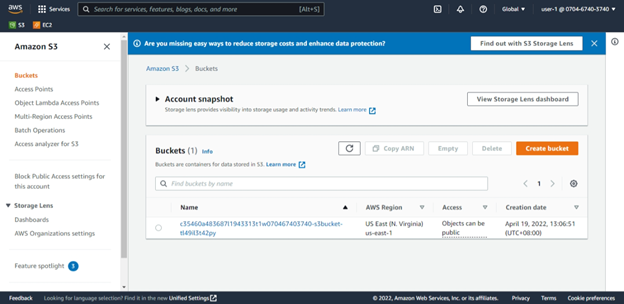 aws
Services
Search for services, features, blogs, docs, and more
[Alt+S]
Global
user-1 @ 0704-6740-3740
S3
EC2
Amazon S3
Buckets
Access Points
Object Lambda Access Points
Multi-Region Access Points
Batch Operations
Access analyzer for S3
Block Public Access settings for
this account
Storage Lens
Dashboards
AWS Organizations settings
Feature spotlight 1
Are you missing easy ways to reduce storage costs and enhance data protection?
Find out with S3 Storage Lens
Amazon S3 > Buckets
Account snapshot
Storage lens provides visibility into storage usage and activity trends. Learn more
View Storage Lens dashboard
Buckets (1) Info
Buckets are containers for data stored in S3. Learn more
Copy ARN
Empty
Delete
Create bucket
Find buckets by name
1
Name
AWS Region
Access
Creation date
c35460a483687l1943313t1w070467403740-s3bucket-
tl49il3t42py
US East (N. Virginia)
us-east-1
Objects can be
public
April 19, 2022, 13:06:51
(UTC+08:00)
Feedback
Looking for language selection? Find it in the new Unified Settings
© 2022, Amazon Web Services, Inc. or its affiliates.
Privacy
Terms
Cookie preferences